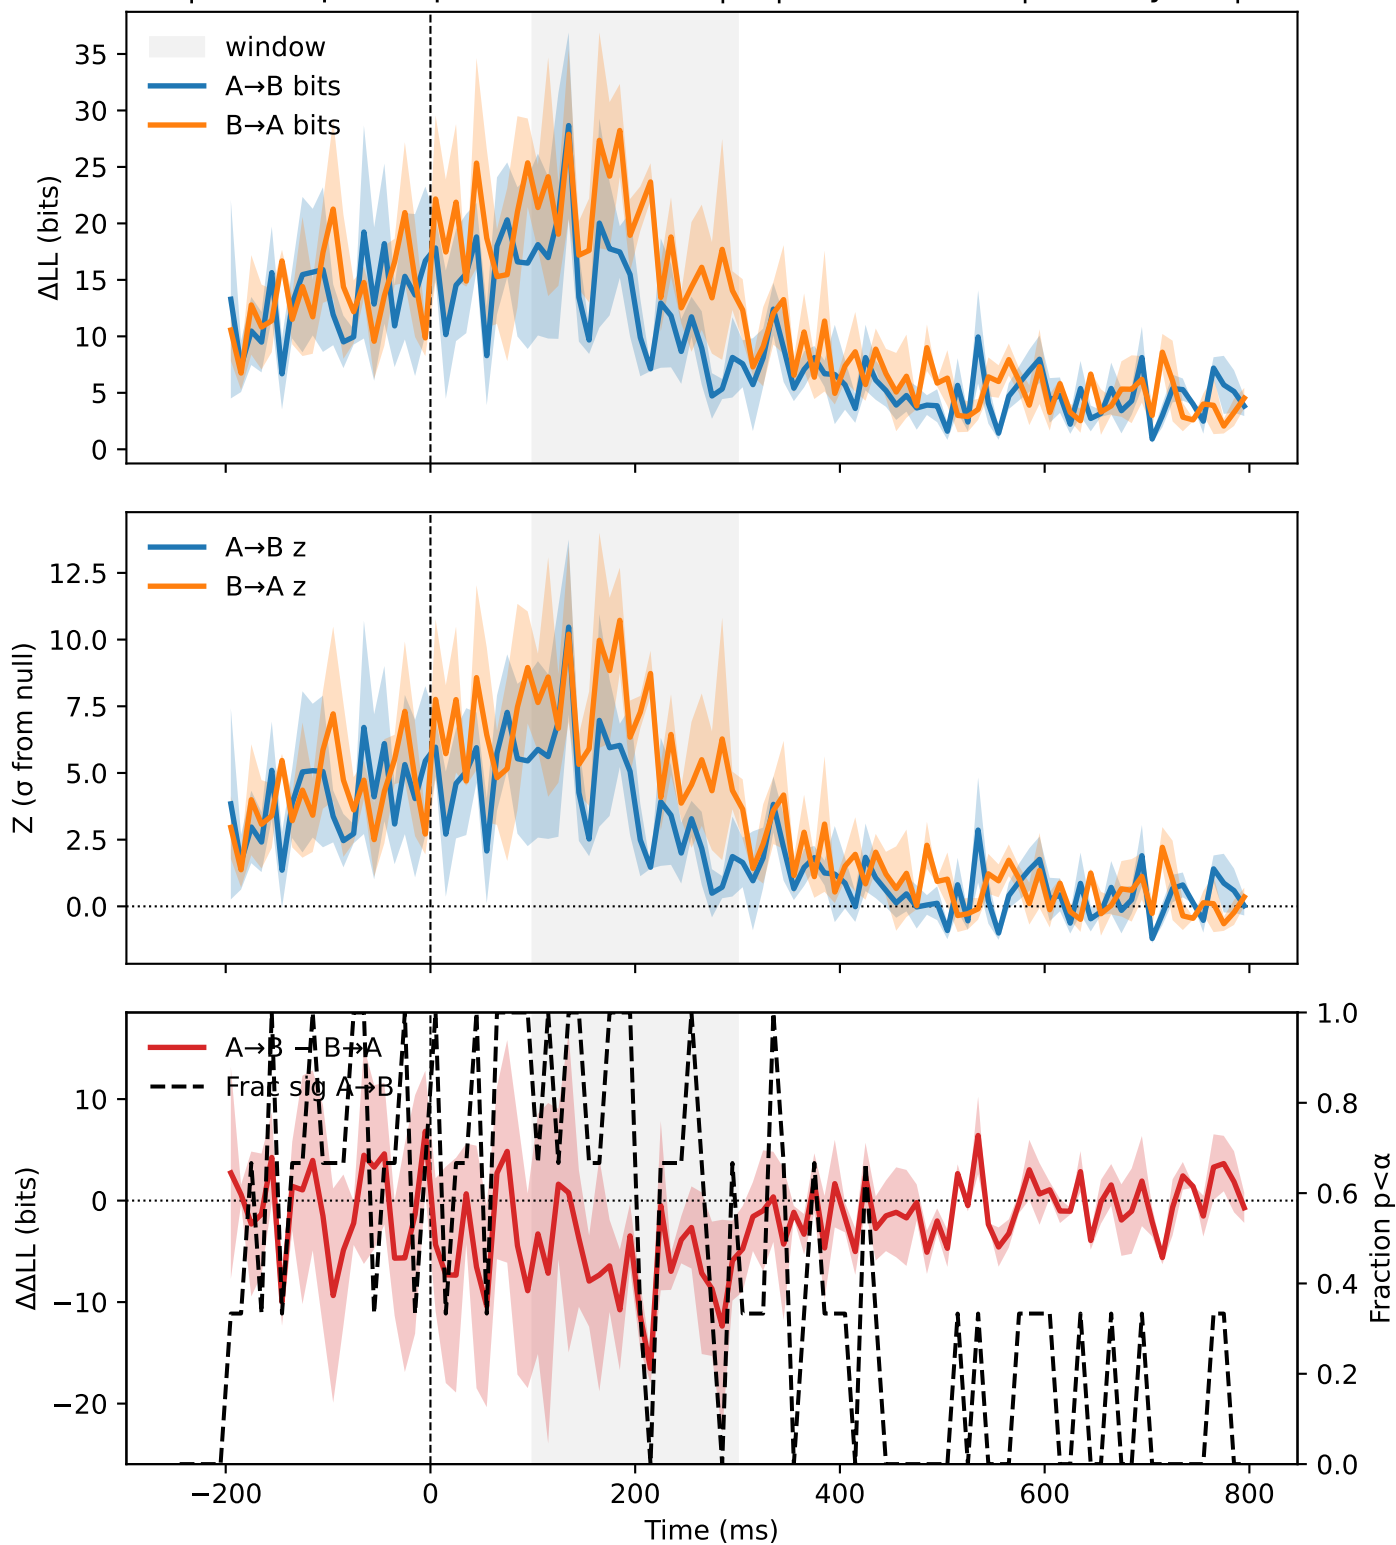 window
A→B bits
B→A bits
35
30
25
20
15
10
5
0
ΔLL (bits)
A→B z
B→A z
12.5
10.0
7.5
5.0
2.5
0.0
Z (σ from null)
A→B − B→A
Frac sig A→B
10
0
−10
−20
ΔΔLL (bits)
1.0
0.8
0.6
0.4
0.2
0.0
Fraction p<α
−200 0 200 400 600 800
Time (ms)